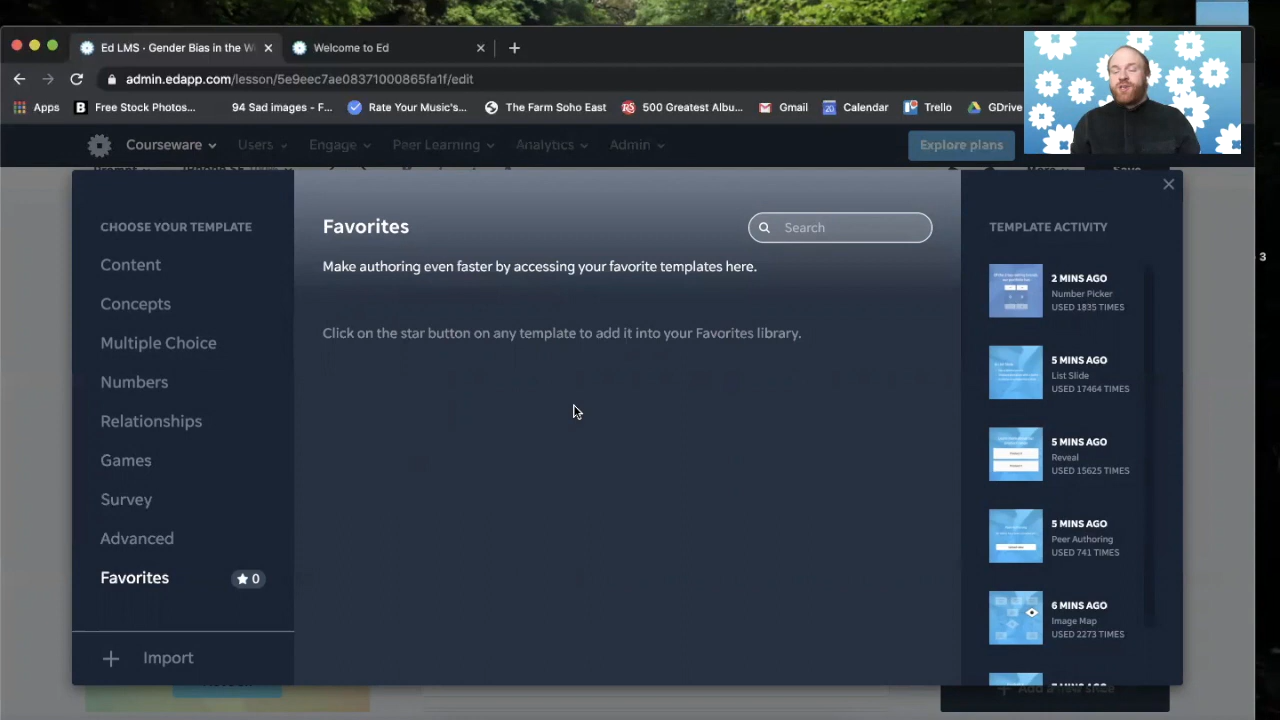 Ed LMS · Gender Bias in the W
Welcome to Ed
admin.edapp.com/lesson/5e9eec7ae08371000
/edit
Apps
Free Stock Photos...
94 Sad images - F...
Rate Your Music's...
The Farm Soho East
500 Greatest Albu...
Gmail
20
Calendar
Trello
GDrive
Courseware
Users
Engage
Peer Learning
Analytics
Admin
Explore plans
CHOOSE YOUR TEMPLATE
Content
Concepts
Multiple Choice
Numbers
Relationships
Games
Survey
Advanced
Favorites
0
Import
Favorites
Search
Make authoring even faster by accessing your favorite templates here.
Click on the star button on any template to add it into your Favorites library.
TEMPLATE ACTIVITY
2 MINS AGO
Number Picker
USED 1835 TIMES
5 MINS AGO
List Slide
USED 17464 TIMES
5 MINS AGO
Reveal
USED 15625 TIMES
5 MINS AGO
Peer Authoring
USED 741 TIMES
6 MINS AGO
Image Map
USED 2273 TIMES
Add a new slide
3